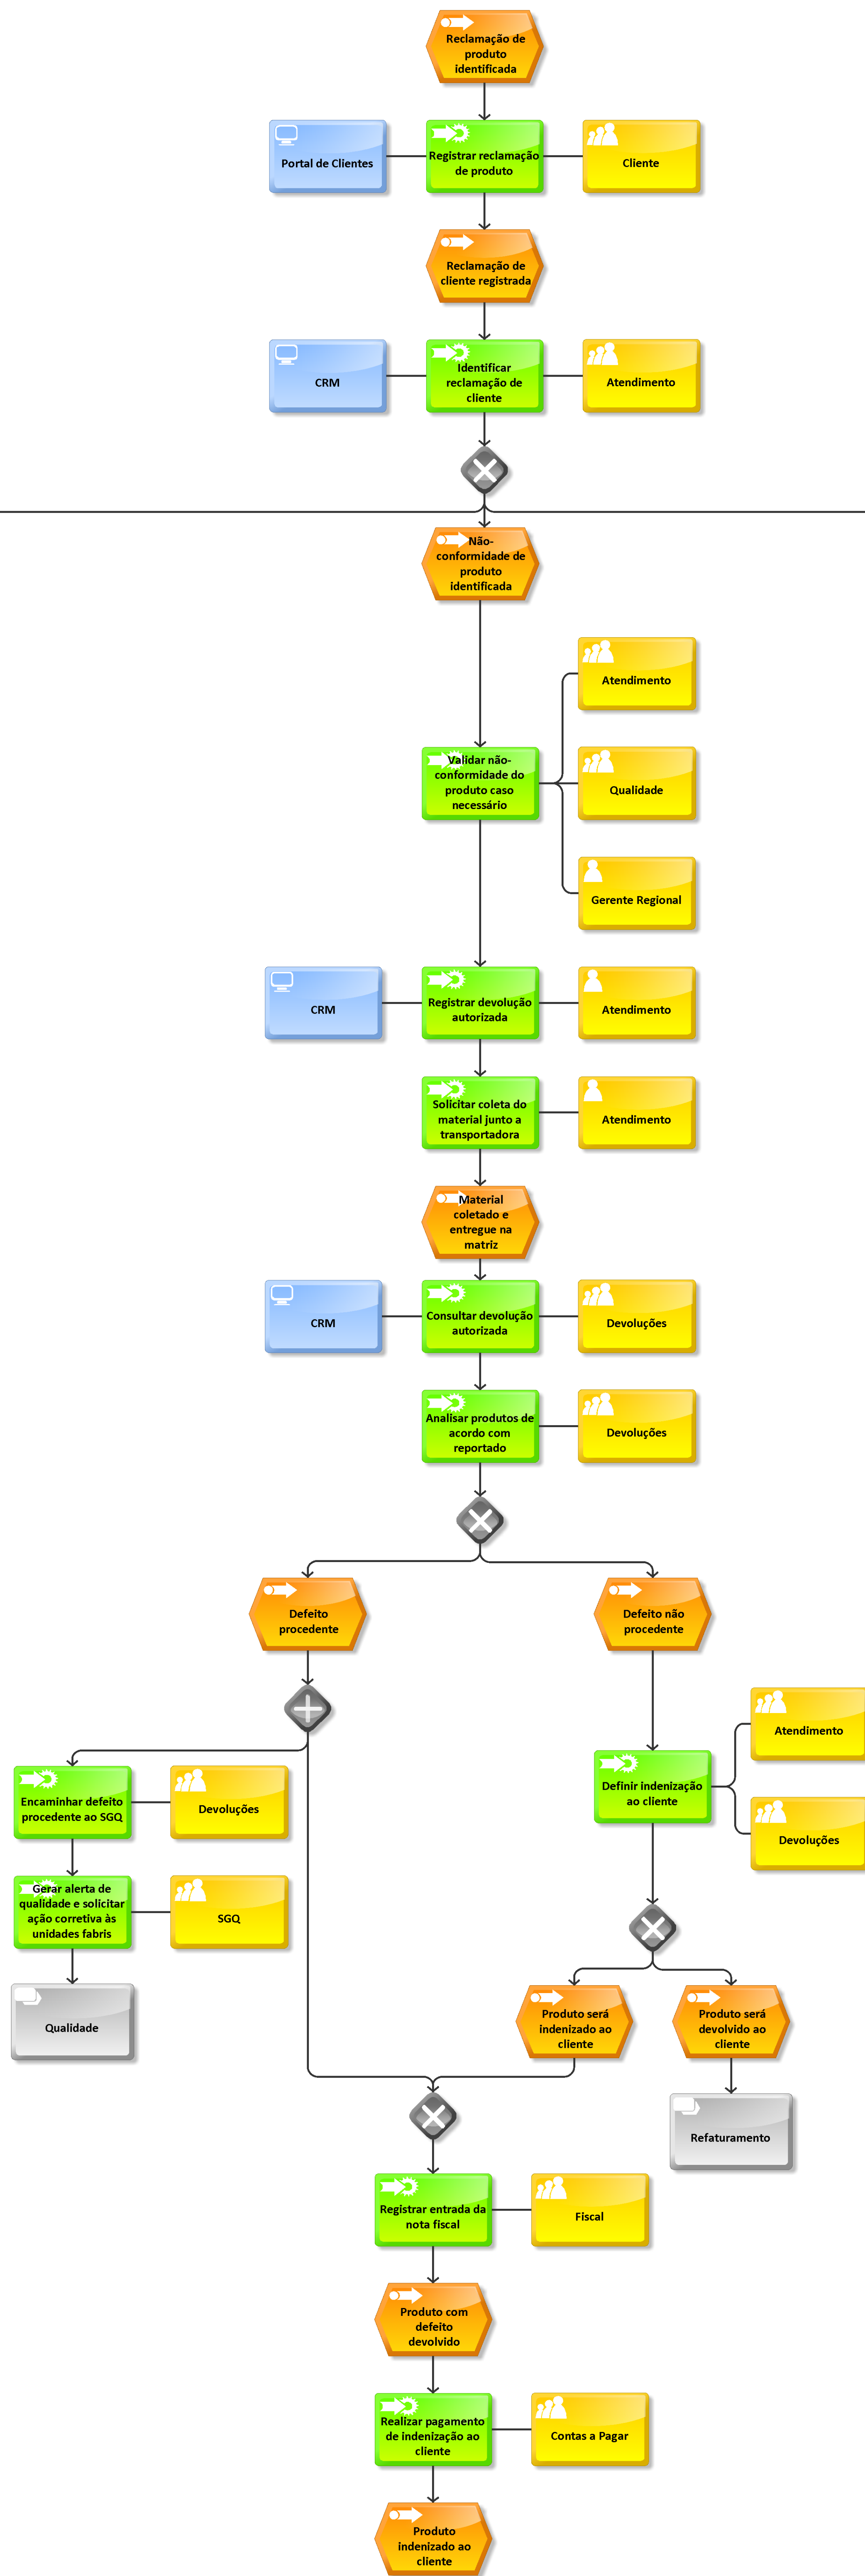 Reclamação de
produto
identificada
Portal de Clientes
Registrar reclamação
de produto
Cliente
Reclamação de
cliente registrada
CRM
Identificar
reclamação de
cliente
Atendimento
Não-
conformidade de
produto
identificada
Atendimento
Validar não-
conformidade do
produto caso
necessário
Qualidade
Gerente Regional
CRM
Registrar devolução
autorizada
Atendimento
Solicitar coleta do
material junto a
transportadora
Atendimento
Material
coletado e
entregue na
matriz
CRM
Consultar devolução
autorizada
Devoluções
Analisar produtos de
acordo com
reportado
Devoluções
Defeito
procedente
Defeito não
procedente
Atendimento
Definir indenização
ao cliente
Encaminhar defeito
procedente ao SGQ
Devoluções
Devoluções
Gerar alerta de
qualidade e solicitar
ação corretiva às
unidades fabris
SGQ
Qualidade
Produto será
indenizado ao
cliente
Produto será
devolvido ao
cliente
Refaturamento
Registrar entrada da
nota fiscal
Fiscal
Produto com
defeito
devolvido
Realizar pagamento
de indenização ao
cliente
Contas a Pagar
Produto
indenizado ao
cliente